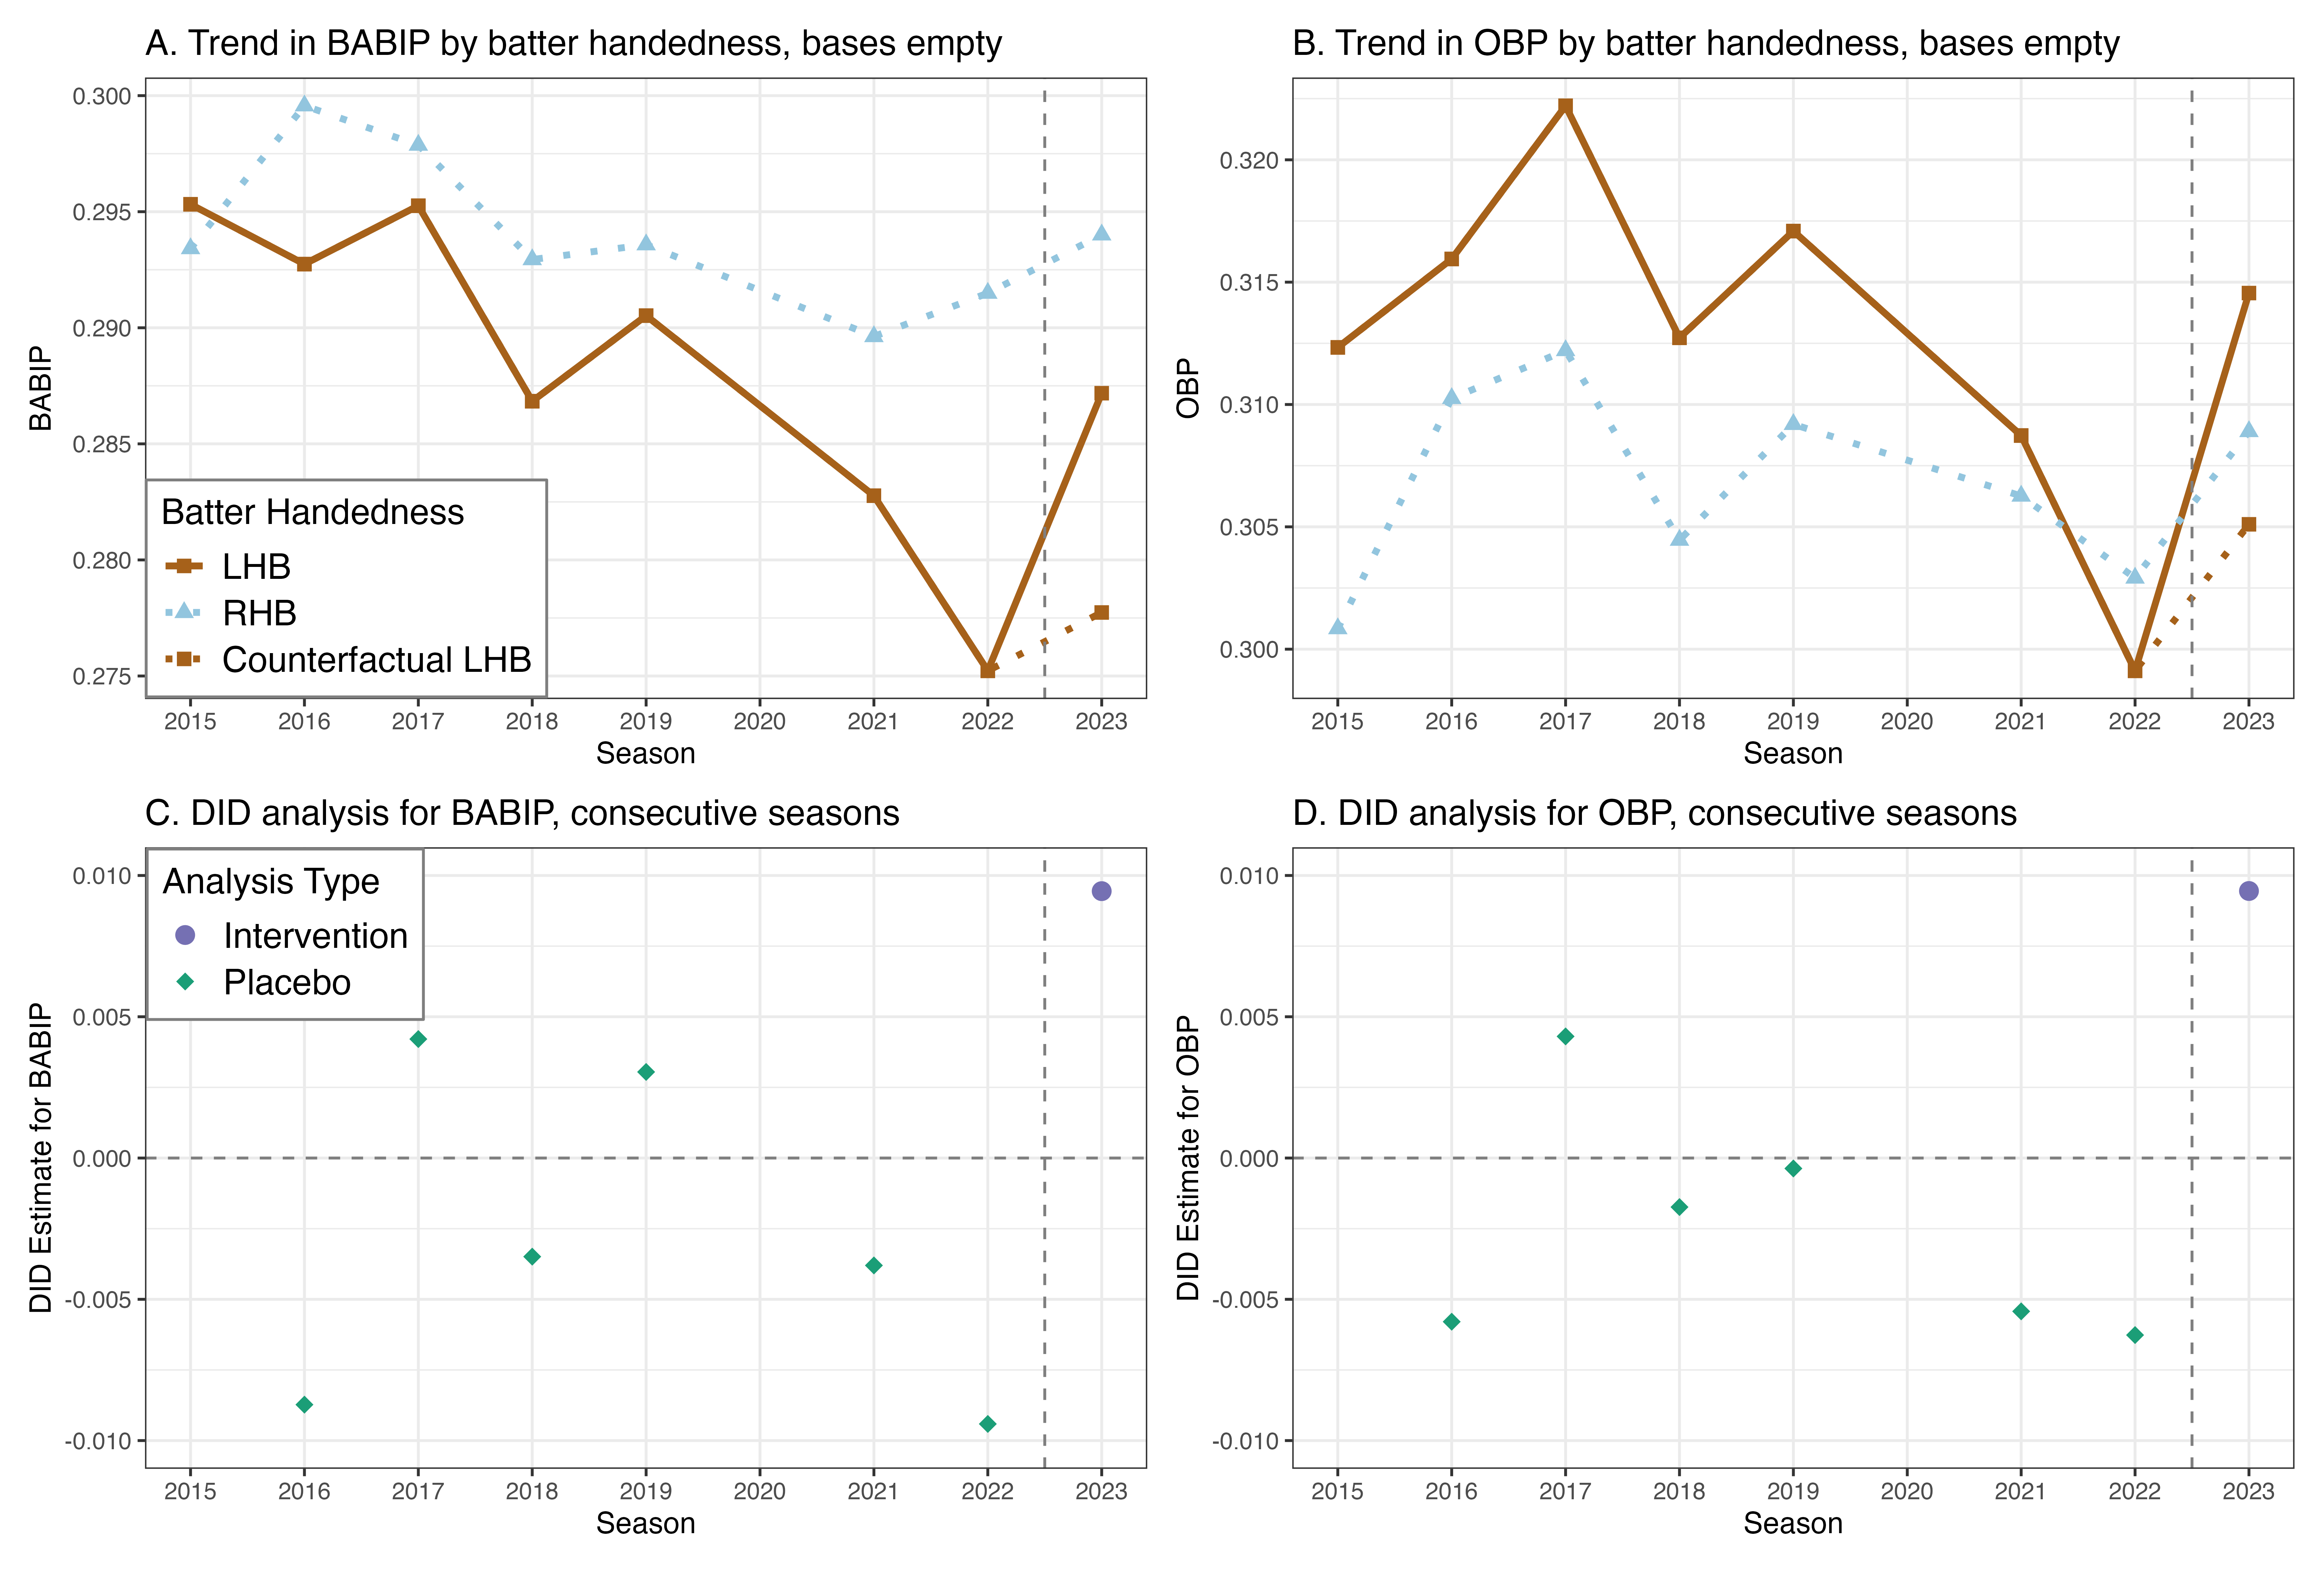 A. Trend in BABIP by batter handedness, bases empty
0.300
0.295
0.290
0.285
0.280
0.275
BABIP
Batter Handedness
LHB
RHB
Counterfactual LHB
2015 2016 2017 2018 2019 2020 2021 2022 2023
Season
B. Trend in OBP by batter handedness, bases empty
0.320
0.315
0.310
0.305
0.300
OBP
2015 2016 2017 2018 2019 2020 2021 2022 2023
Season
C. DID analysis for BABIP, consecutive seasons
0.010
0.005
0.000
-0.005
-0.010
DID Estimate for BABIP
Analysis Type
Intervention
Placebo
2015 2016 2017 2018 2019 2020 2021 2022 2023
Season
D. DID analysis for OBP, consecutive seasons
0.010
0.005
0.000
-0.005
-0.010
DID Estimate for OBP
2015 2016 2017 2018 2019 2020 2021 2022 2023
Season